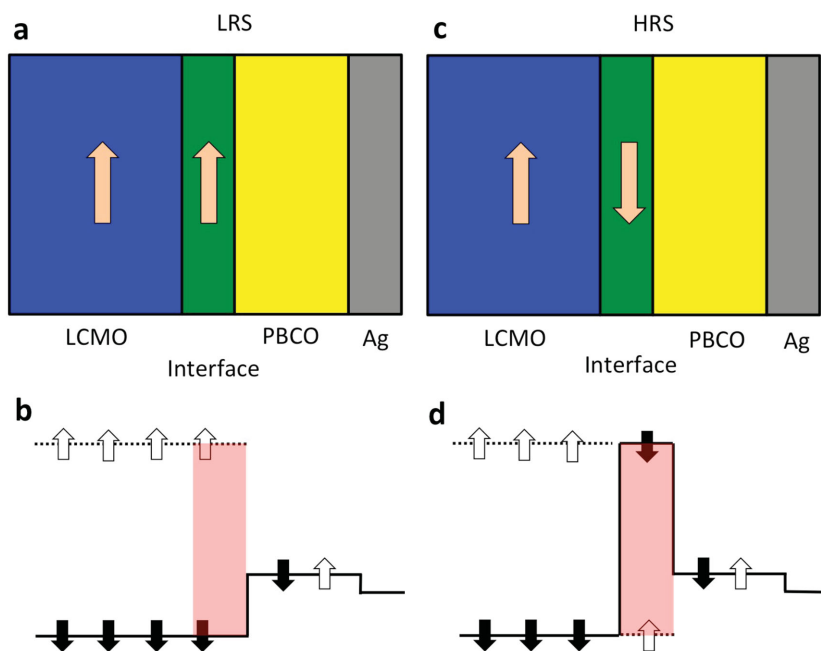 a LRS
LCMO PBCO Ag
Interface
b
c HRS
LCMO PBCO Ag
Interface
d